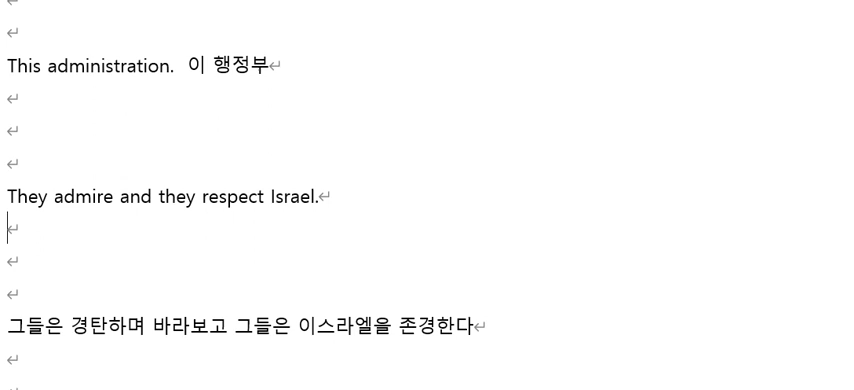 This administration.  이 행정부
They admire and they respect Israel.
그들은 경탄하며 바라보고 그들은 이스라엘을 존경한다